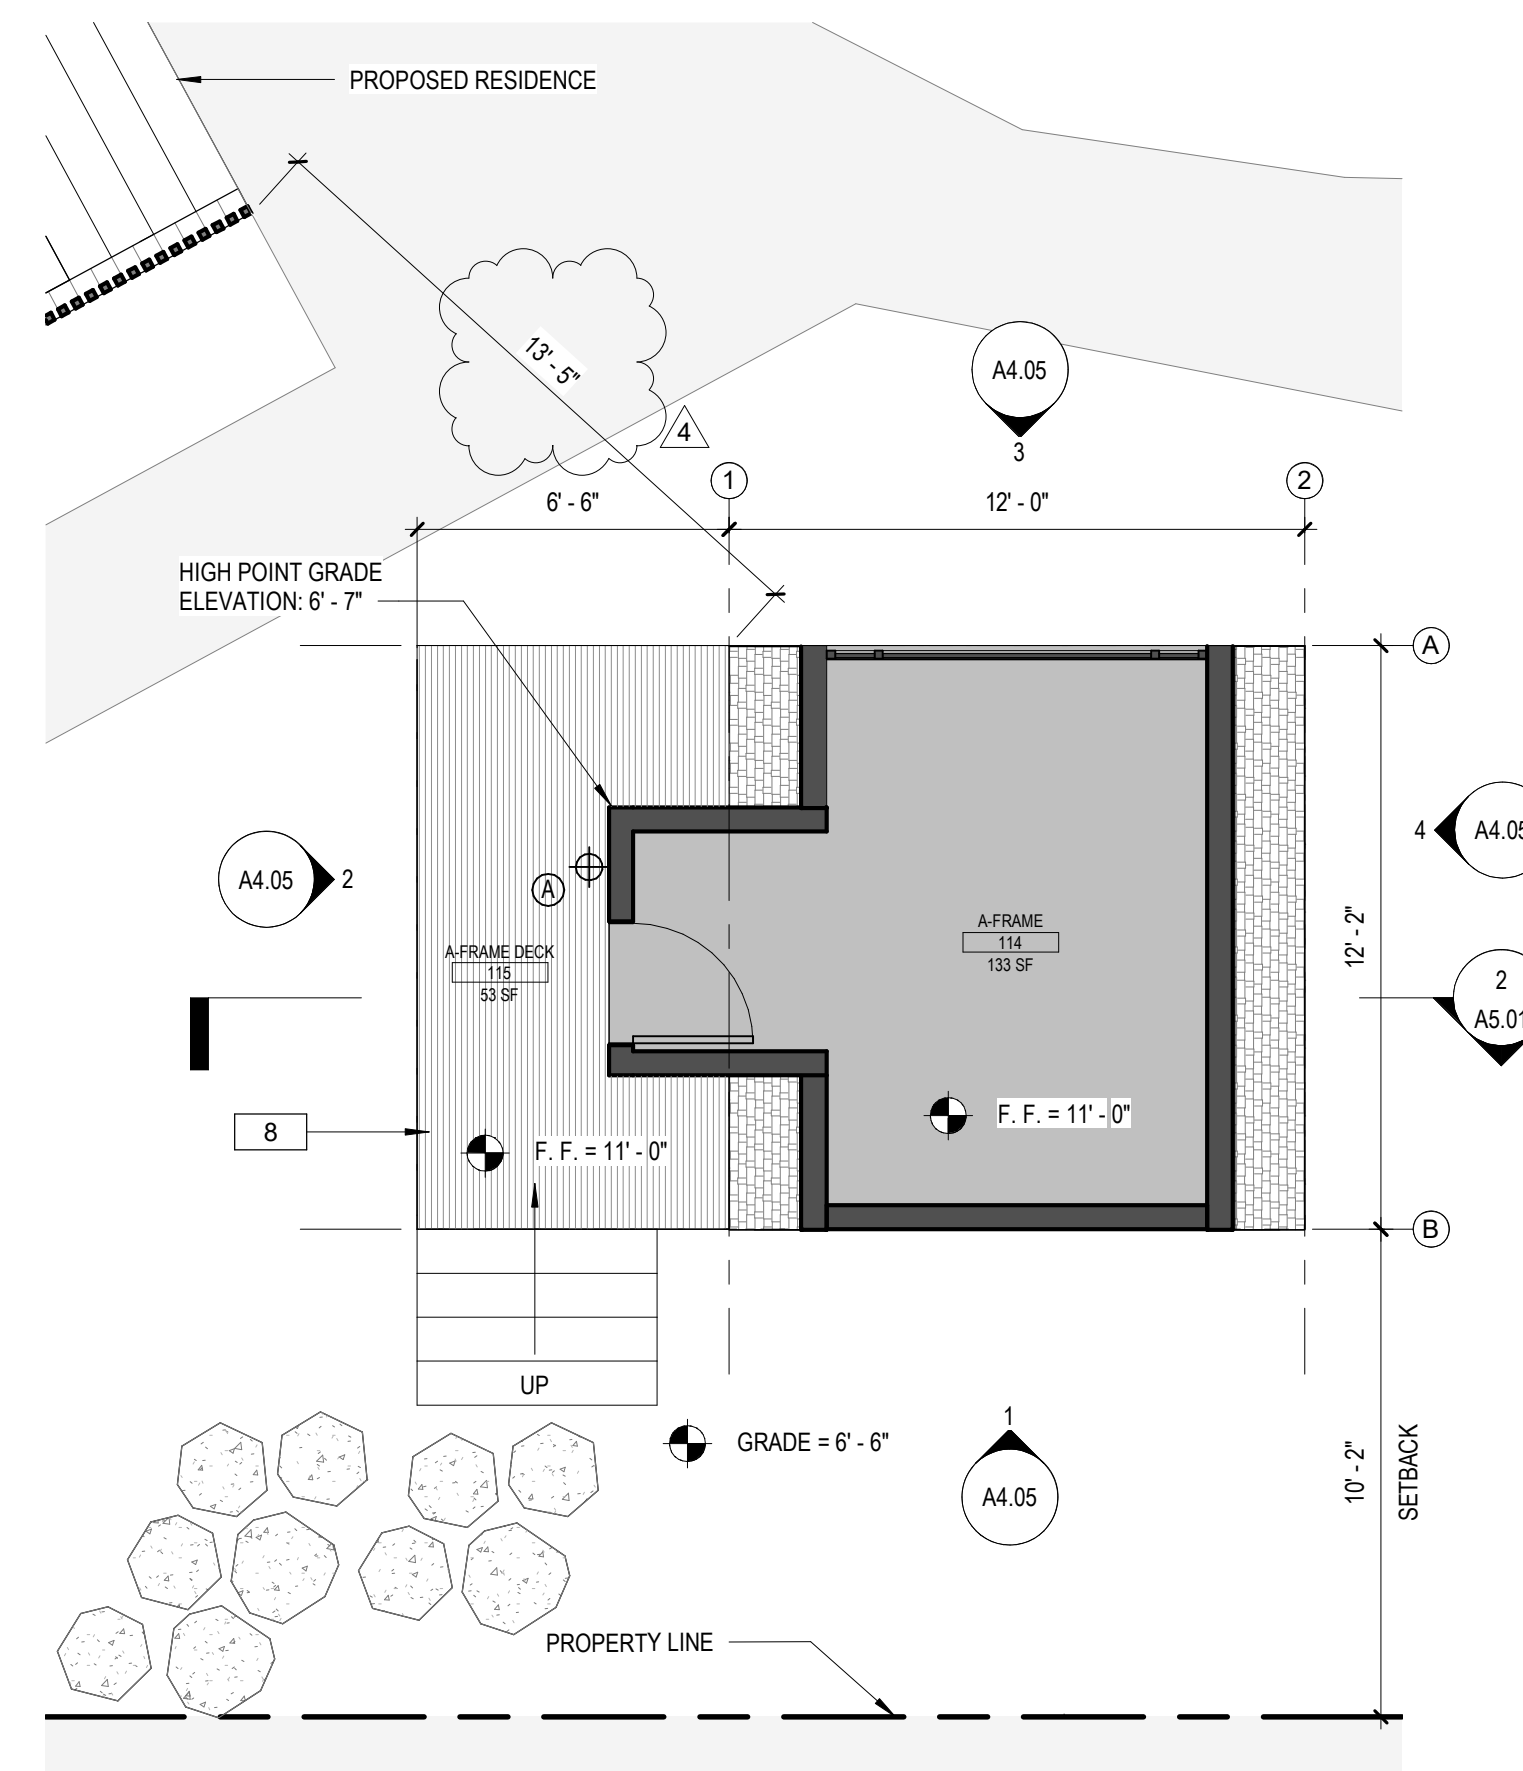 PROPOSED RESIDENCE
13' - 5"
4
A4.05
3
1
2
6' - 6"
12' - 0"
HIGH POINT GRADE
ELEVATION: 6' - 7"
A
A4.05
2
A
4
A4.05
A-FRAME
114
133 SF
A-FRAME DECK
115
53 SF
12' - 2"
2
A5.01
8
F. F. = 11' - 0"
F. F. = 11' - 0"
B
UP
GRADE = 6' - 6"
1
A4.05
10' - 2"
SETBACK
PROPERTY LINE